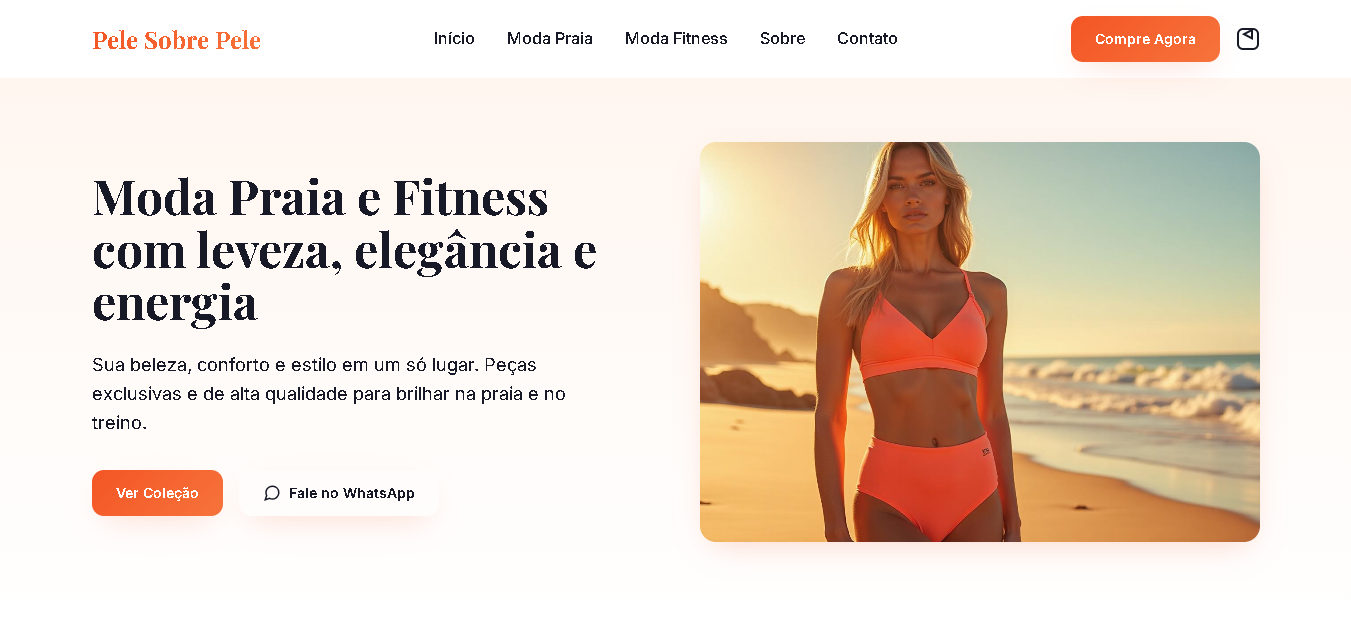 Pele Sobre Pele
Início
Moda Praia
Moda Fitness
Sobre
Contato
Compre Agora
Moda Praia e Fitness
com leveza, elegância e
energia
Sua beleza, conforto e estilo em um só lugar. Peças
exclusivas e de alta qualidade para brilhar na praia e no
treino.
Ver Coleção
Fale no WhatsApp